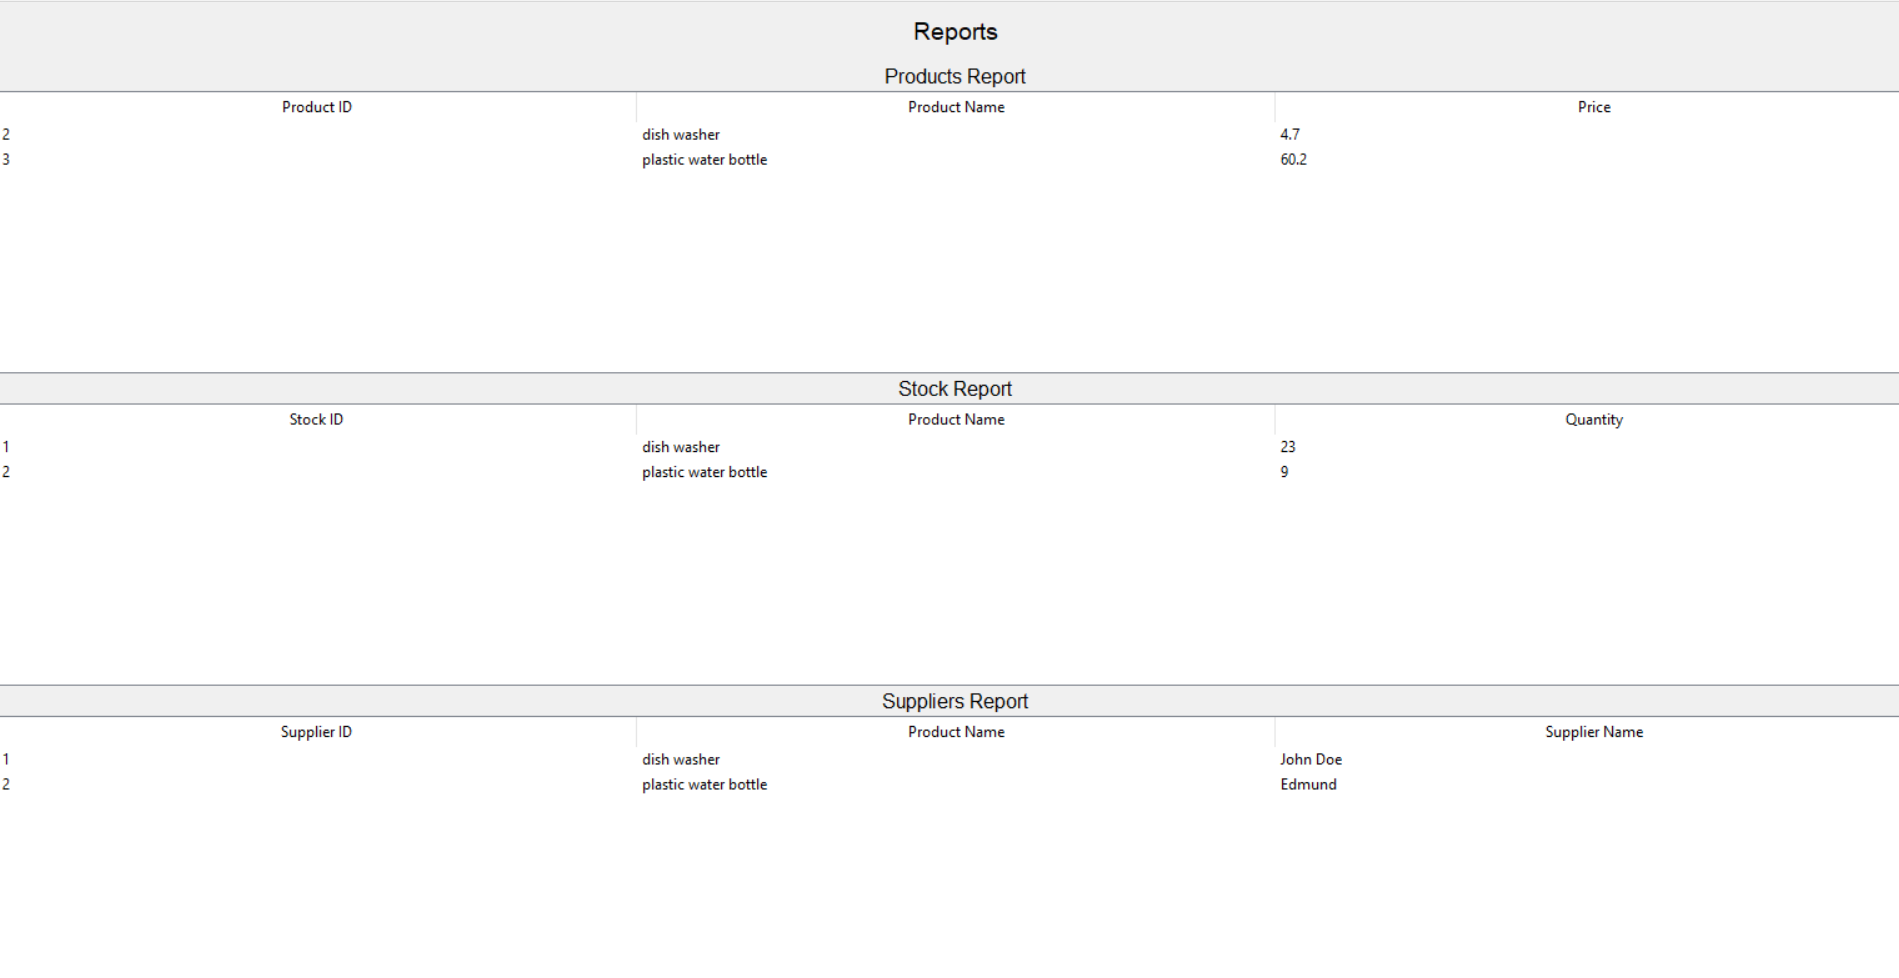 Reports
Products Report
Product ID Product Name Price
2 dish washer 4.7
3 plastic water bottle 60.2
Stock Report
Stock ID Product Name Quantity
1 dish washer 23
2 plastic water bottle 9
Suppliers Report
Supplier ID Product Name Supplier Name
1 dish washer John Doe
2 plastic water bottle Edmund